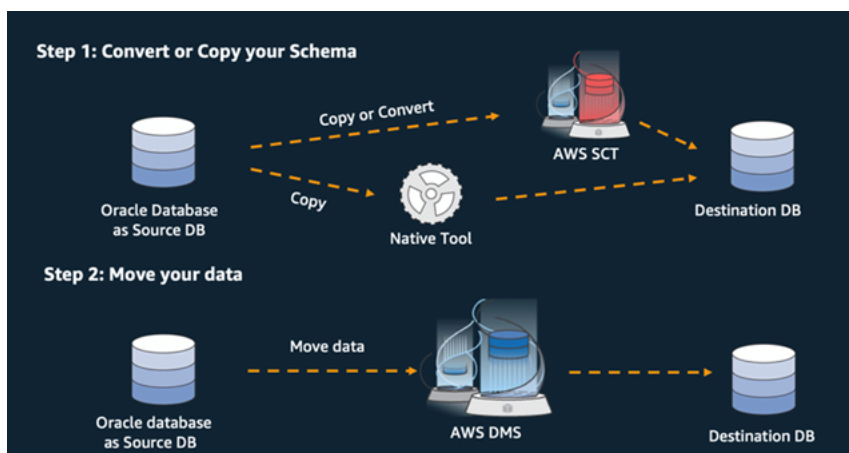 Step 1: Convert or Copy your Schema
Copy or Convert
AWS SCT
Oracle Database
as Source DB
Copy
Native Tool
Destination DB
Step 2: Move your data
Move data
Oracle database
as Source DB
AWS DMS
Destination DB